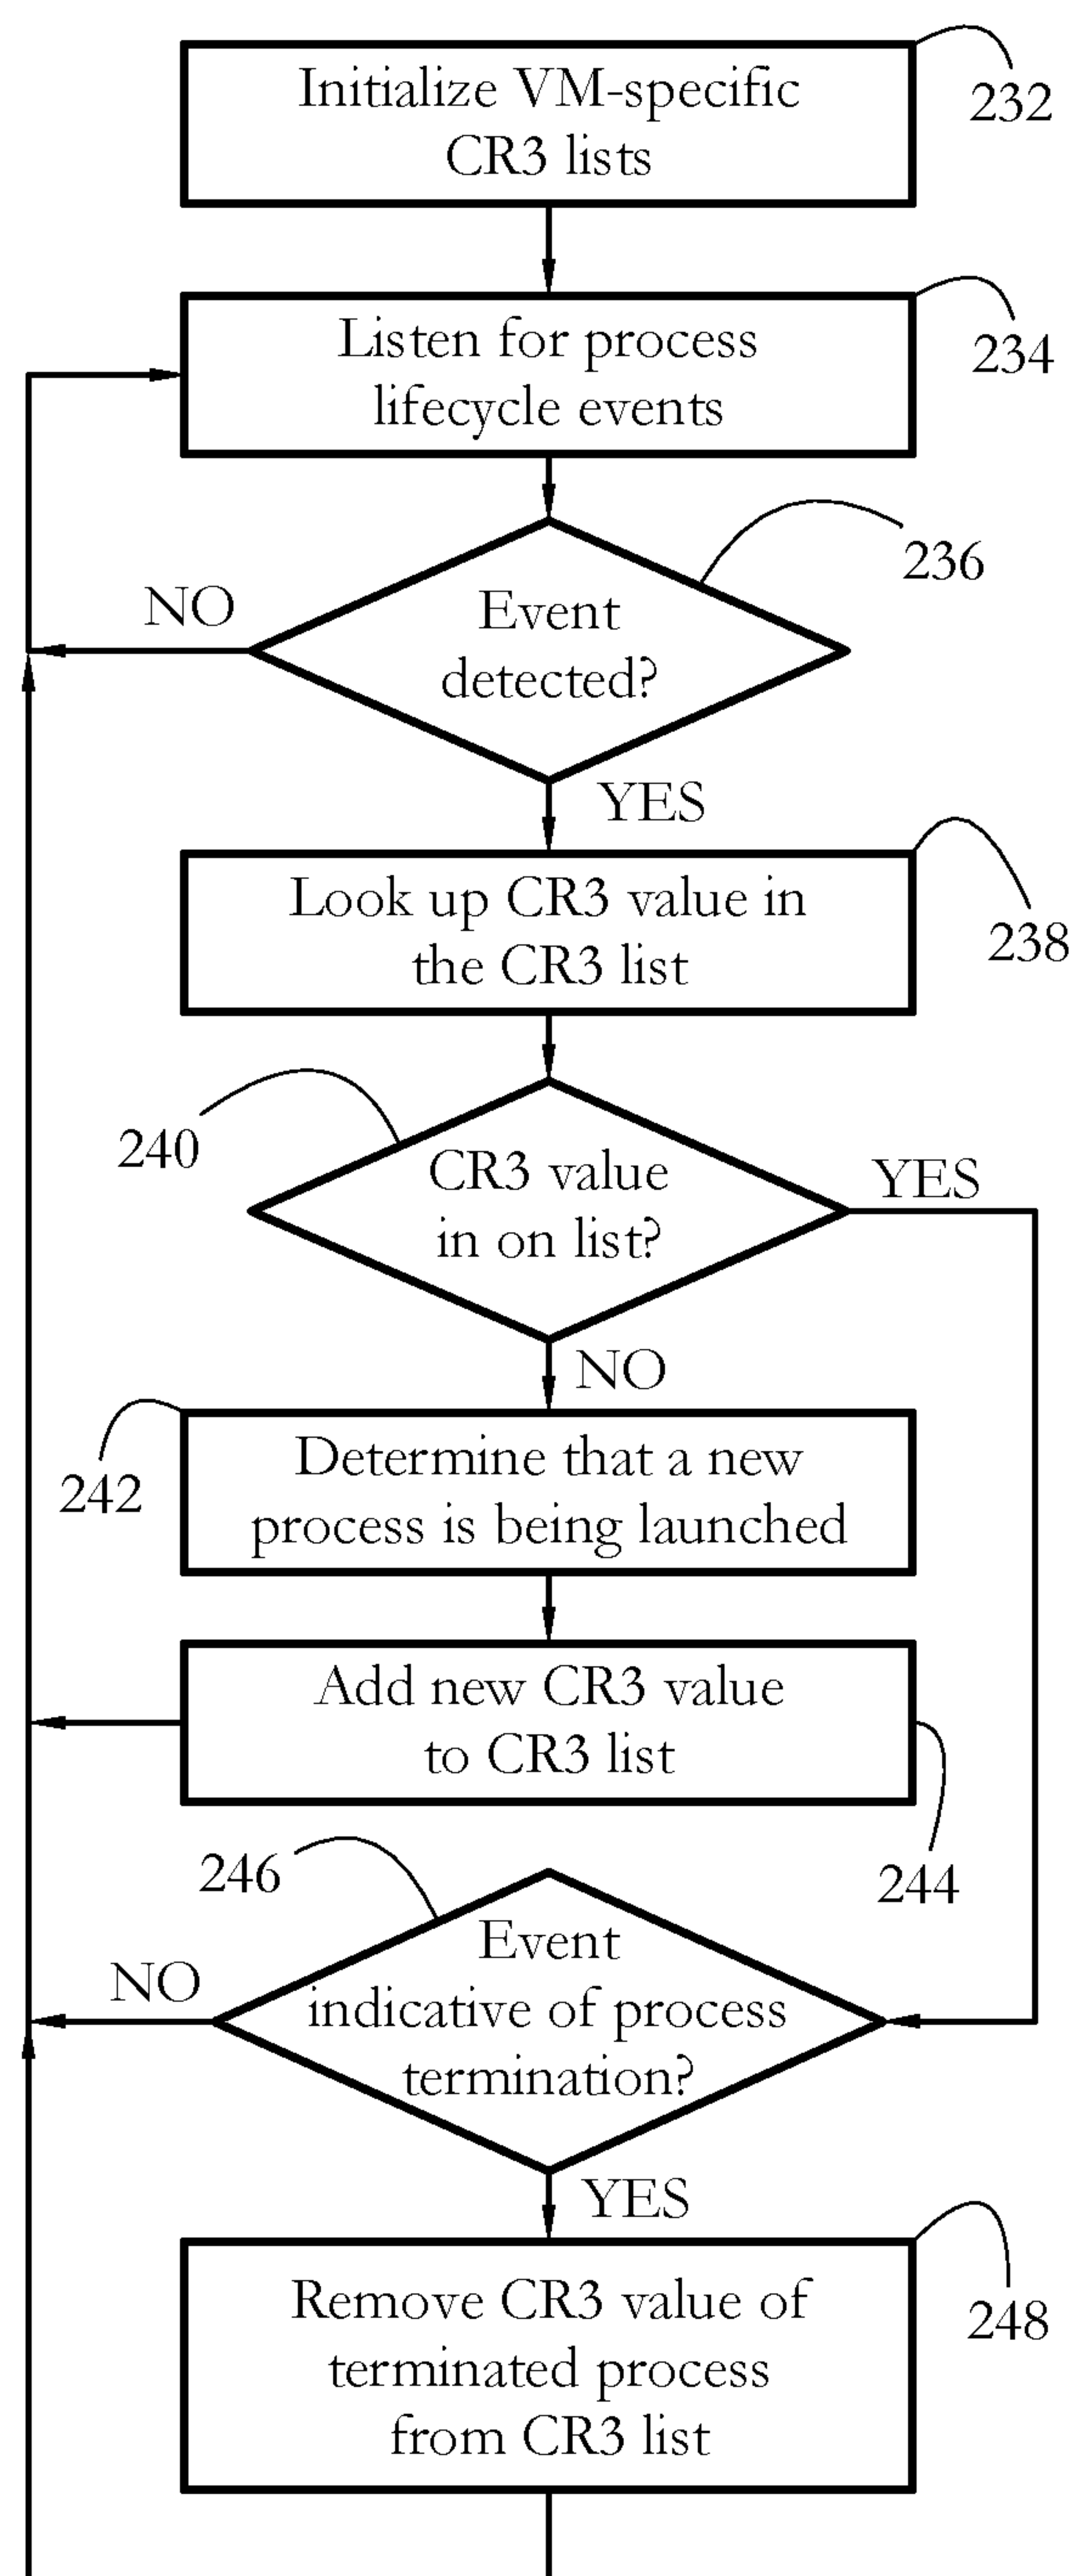 Initialize VM-specific
CR3 lists
232
Listen for process
lifecycle events
234
236
Event
detected?
NO
YES
Look up CR3 value in
the CR3 list
238
240
CR3 value
in on list?
YES
NO
Determine that a new
process is being launched
242
Add new CR3 value
to CR3 list
244
246
Event
indicative of process
termination?
NO
YES
Remove CR3 value of
terminated process
from CR3 list
248